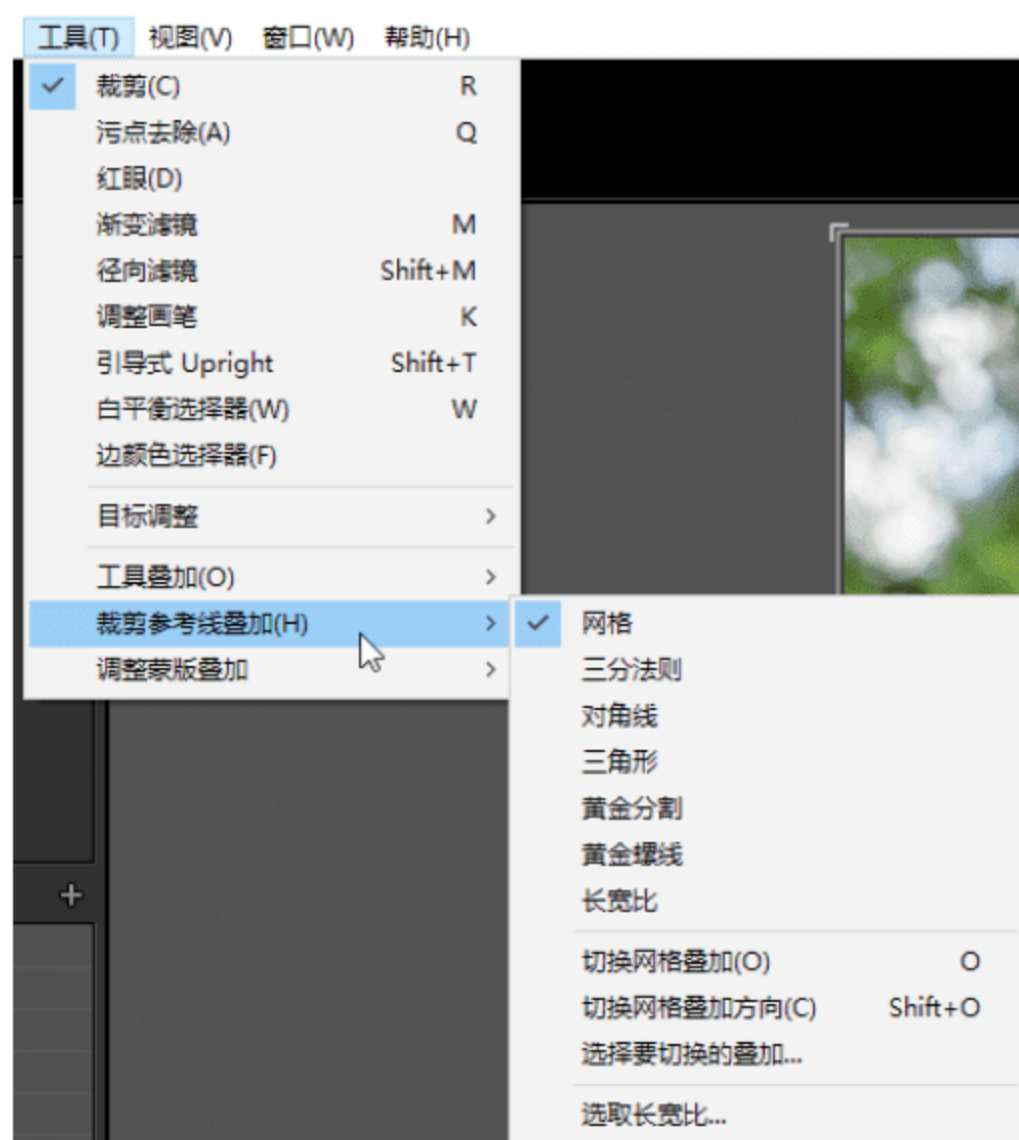 工具(T) 视图(V) 窗口(W) 帮助(H)
裁剪(C) R
污点去除(A) Q
红眼(D)
渐变滤镜 M
径向滤镜 Shift+M
调整画笔 K
引导式 Upright Shift+T
白平衡选择器(W) W
边颜色选择器(F)
目标调整
工具叠加(O)
裁剪参考线叠加(H)
调整蒙版叠加
网格
三分法则
对角线
三角形
黄金分割
黄金螺线
长宽比
切换网格叠加(O) O
切换网格叠加方向(C) Shift+O
选择要切换的叠加...
选取长宽比...